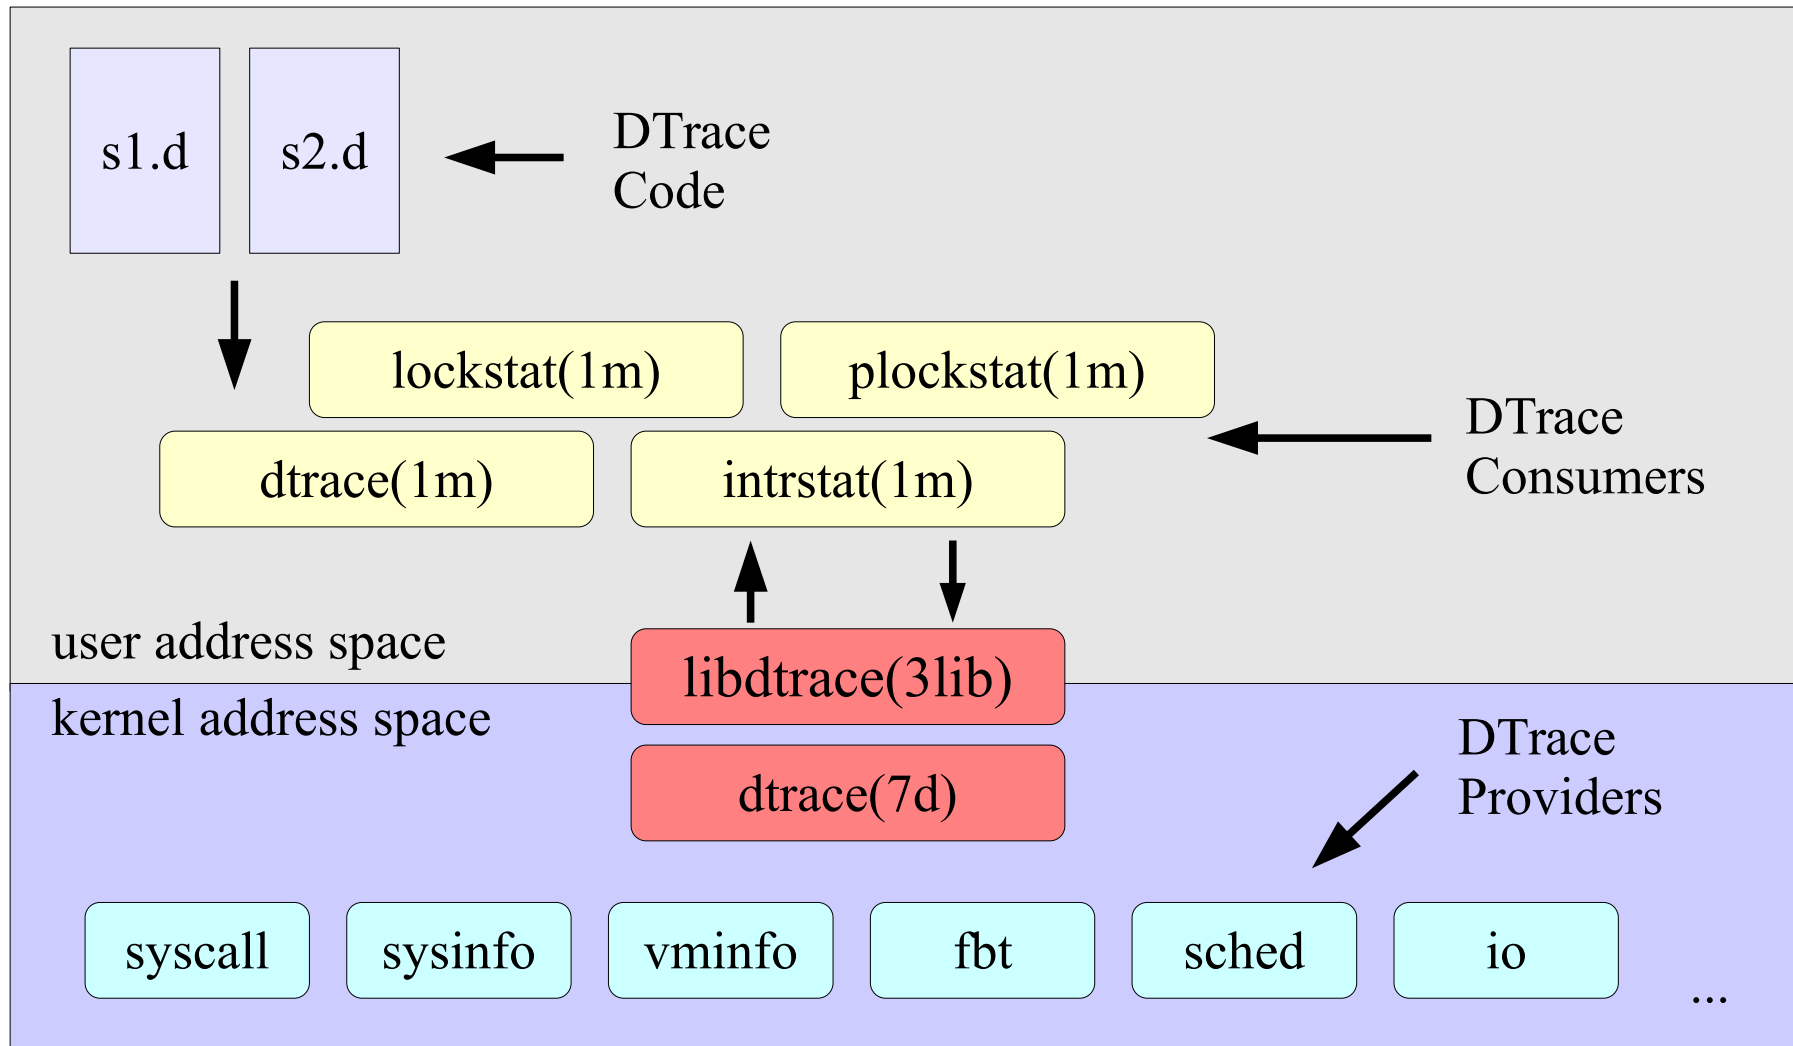 s1.d
s2.d
DTrace
Code
lockstat(1m)
plockstat(1m)
dtrace(1m)
intrstat(1m)
DTrace
Consumers
user address space
libdtrace(3lib)
kernel address space
DTrace
Providers
dtrace(7d)
syscall
sysinfo
vminfo
fbt
sched
io
...